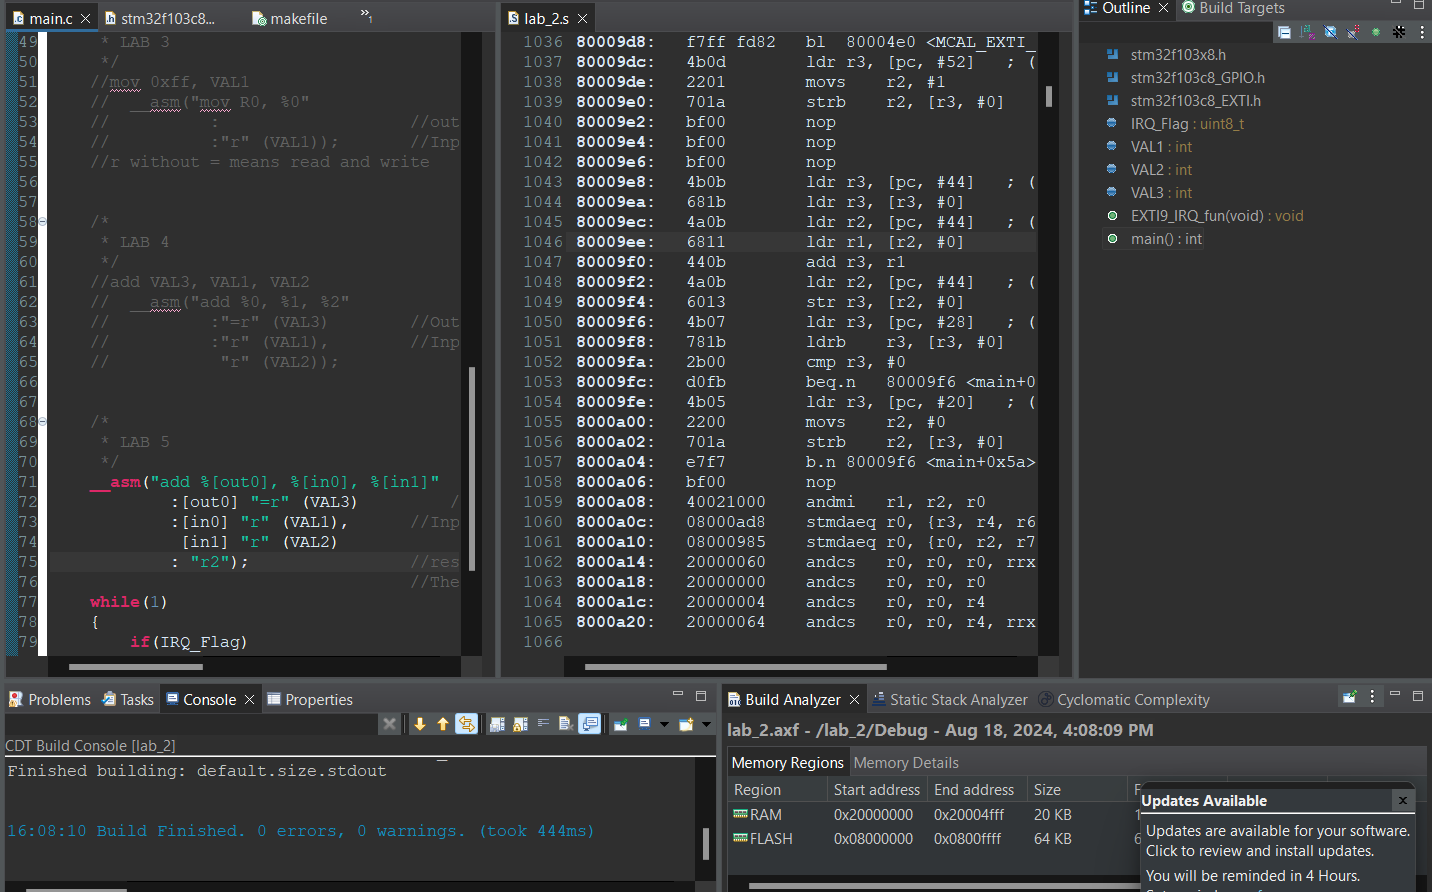 main.c
stm32f103c8...
makefile
»1
lab_2.s
Outline
Build Targets
49 * LAB 3
50 */
51 //mov 0xff, VAL1
52 // __asm("mov R0, %0"
53 // : //out
54 // :"r" (VAL1)); //Inp
55 //r without = means read and write
56
57
58 /*
59 * LAB 4
60 */
61 //add VAL3, VAL1, VAL2
62 // __asm("add %0, %1, %2"
63 // :"=r" (VAL3) //Out
64 // :"r" (VAL1), //Inp
65 // "r" (VAL2));
66
67
68 /*
69 * LAB 5
70 */
71 __asm("add %[out0], %[in0], %[in1]"
72 :[out0] "=r" (VAL3) /
73 :[in0] "r" (VAL1), //Inp
74 [in1] "r" (VAL2)
75 : "r2"); //res
76 //The
77 while(1)
78 {
79 if(IRQ_Flag)
1036 80009d8: f7ff fd82 bl 80004e0 <MCAL_EXTI_
1037 80009dc: 4b0d ldr r3, [pc, #52] ; (
1038 80009de: 2201 movs r2, #1
1039 80009e0: 701a strb r2, [r3, #0]
1040 80009e2: bf00 nop
1041 80009e4: bf00 nop
1042 80009e6: bf00 nop
1043 80009e8: 4b0b ldr r3, [pc, #44] ; (
1044 80009ea: 681b ldr r3, [r3, #0]
1045 80009ec: 4a0b ldr r2, [pc, #44] ; (
1046 80009ee: 6811 ldr r1, [r2, #0]
1047 80009f0: 440b add r3, r1
1048 80009f2: 4a0b ldr r2, [pc, #44] ; (
1049 80009f4: 6013 str r3, [r2, #0]
1050 80009f6: 4b07 ldr r3, [pc, #28] ; (
1051 80009f8: 781b ldrb r3, [r3, #0]
1052 80009fa: 2b00 cmp r3, #0
1053 80009fc: d0fb beq.n 80009f6 <main+0
1054 80009fe: 4b05 ldr r3, [pc, #20] ; (
1055 8000a00: 2200 movs r2, #0
1056 8000a02: 701a strb r2, [r3, #0]
1057 8000a04: e7f7 b.n 80009f6 <main+0x5a>
1058 8000a06: bf00 nop
1059 8000a08: 40021000 andmi r1, r2, r0
1060 8000a0c: 08000ad8 stmdaeq r0, {r3, r4, r6
1061 8000a10: 08000985 stmdaeq r0, {r0, r2, r7
1062 8000a14: 20000060 andcs r0, r0, r0, rrx
1063 8000a18: 20000000 andcs r0, r0, r0
1064 8000a1c: 20000004 andcs r0, r0, r4
1065 8000a20: 20000064 andcs r0, r0, r4, rrx
1066
stm32f103x8.h
stm32f103c8_GPIO.h
stm32f103c8_EXTI.h
IRQ_Flag : uint8_t
VAL1 : int
VAL2 : int
VAL3 : int
EXTI9_IRQ_fun(void) : void
main() : int
Problems
Tasks
Console
Properties
CDT Build Console [lab_2]
Finished building: default.size.stdout
16:08:10 Build Finished. 0 errors, 0 warnings. (took 444ms)
Build Analyzer
Static Stack Analyzer
Cyclomatic Complexity
lab_2.axf - /lab_2/Debug - Aug 18, 2024, 4:08:09 PM
Memory Regions
Memory Details
Region Start address End address Size F
RAM 0x20000000 0x20004fff 20 KB 1
FLASH 0x08000000 0x0800ffff 64 KB 6
Updates Available
x
Updates are available for your software.
Click to review and install updates.
You will be reminded in 4 Hours.